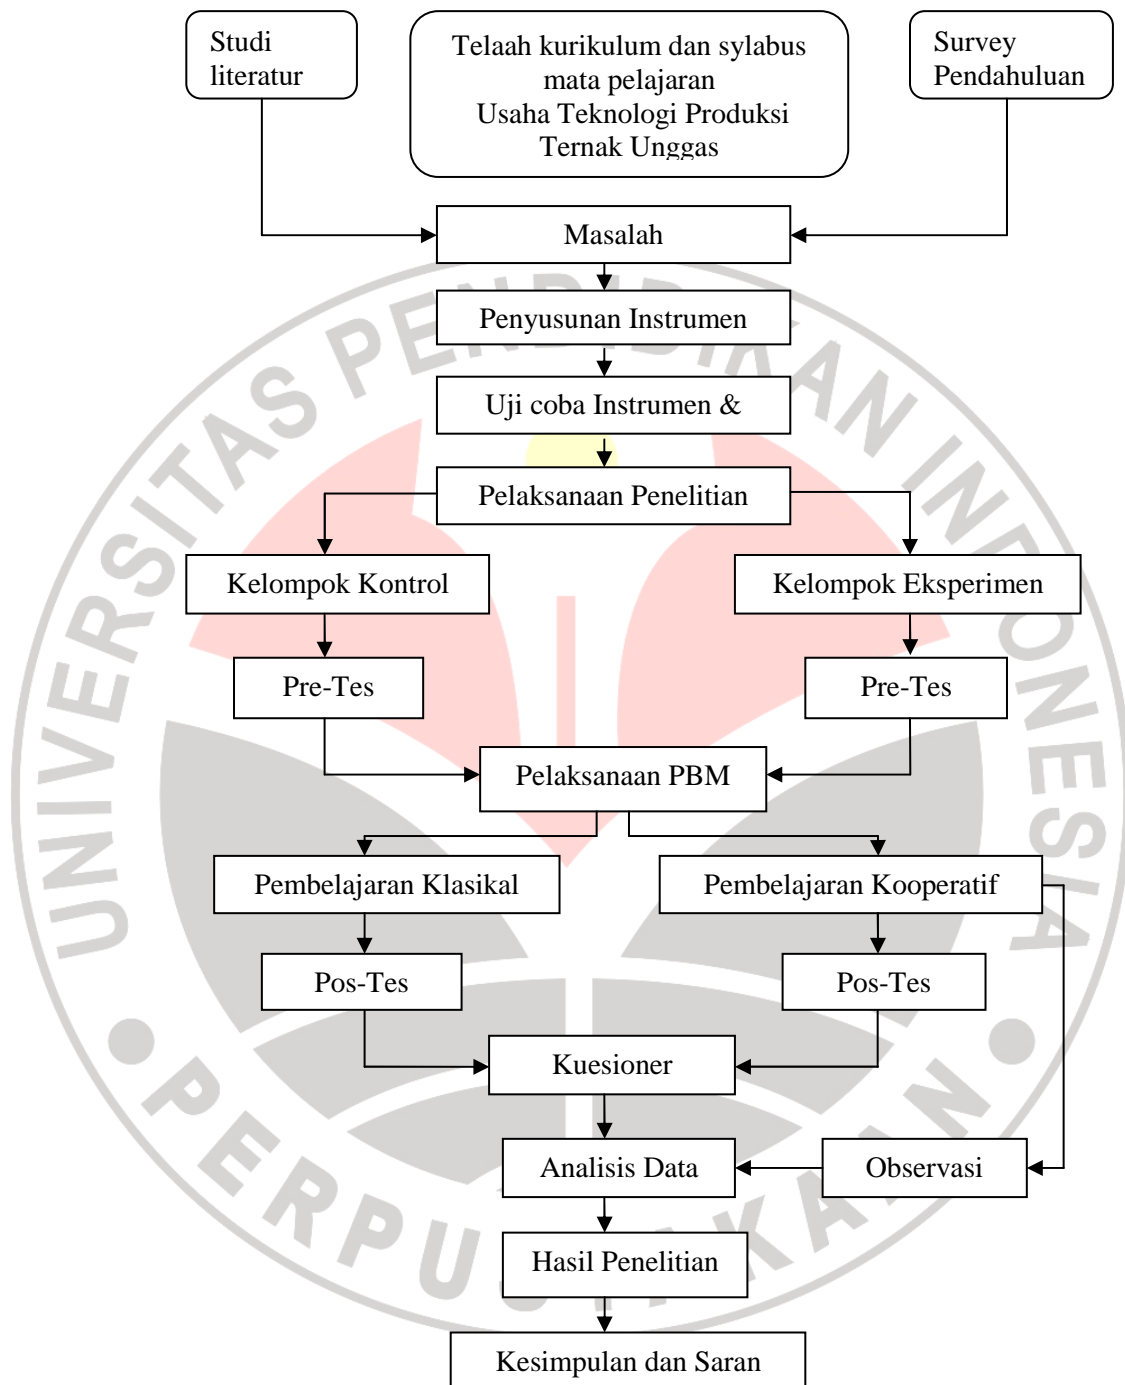 Studi
literatur
Telaah kurikulum dan sylabus
mata pelajaran
Usaha Teknologi Produksi
Ternak Unggas
Survey
Pendahuluan
Masalah
Penyusunan Instrumen
Uji coba Instrumen &
Pelaksanaan Penelitian
Kelompok Kontrol
Kelompok Eksperimen
Pre-Tes
Pre-Tes
Pelaksanaan PBM
Pembelajaran Klasikal
Pembelajaran Kooperatif
Pos-Tes
Pos-Tes
Kuesioner
Analisis Data
Observasi
Hasil Penelitian
Kesimpulan dan Saran
UNIVERSITAS PENDIDIKAN INDONESIA
PERPUSTAKAAN